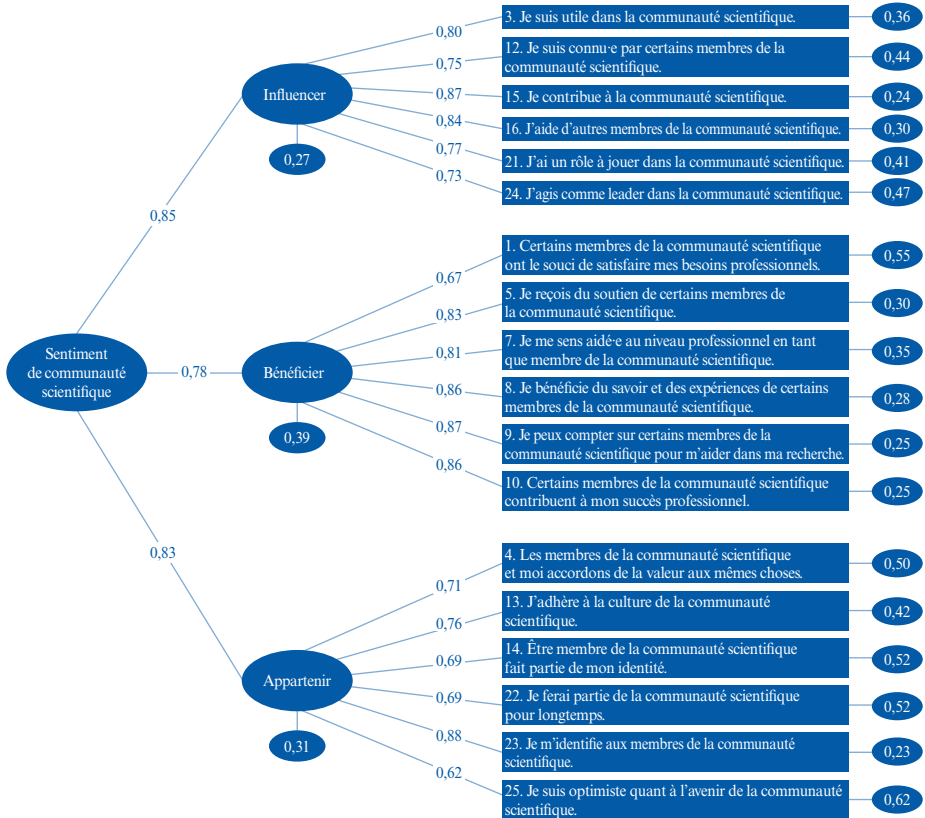 3. Je suis utile dans la communauté scientifique.
0,36
0,80
12. Je suis connu·e par certains membres de la
communauté scientifique.
0,44
0,75
Influencer
0,87
15. Je contribue à la communauté scientifique.
0,24
0,84
16. J’aide d’autres membres de la communauté scientifique.
0,30
0,27
0,77
21. J’ai un rôle à jouer dans la communauté scientifique.
0,41
0,73
24. J’agis comme leader dans la communauté scientifique.
0,47
0,85
1. Certains membres de la communauté scientifique
ont le souci de satisfaire mes besoins professionnels.
0,55
0,67
5. Je reçois du soutien de certains membres de
la communauté scientifique.
0,30
0,83
Sentiment
de communauté
scientifique
0,78
Bénéficier
0,81
7. Je me sens aidé·e au niveau professionnel en tant
que membre de la communauté scientifique.
0,35
0,86
8. Je bénéficie du savoir et des expériences de certains
membres de la communauté scientifique.
0,28
0,39
0,87
9. Je peux compter sur certains membres de la
communauté scientifique pour m’aider dans ma recherche.
0,25
0,86
10. Certains membres de la communauté scientifique
contribuent à mon succès professionnel.
0,25
0,83
4. Les membres de la communauté scientifique
et moi accordons de la valeur aux mêmes choses.
0,50
0,71
13. J’adhère à la culture de la communauté
scientifique.
0,42
0,76
Appartenir
0,69
14. Être membre de la communauté scientifique
fait partie de mon identité.
0,52
0,69
22. Je ferai partie de la communauté scientifique
pour longtemps.
0,52
0,31
0,88
23. Je m’identifie aux membres de la communauté
scientifique.
0,23
0,62
25. Je suis optimiste quant à l’avenir de la communauté
scientifique.
0,62